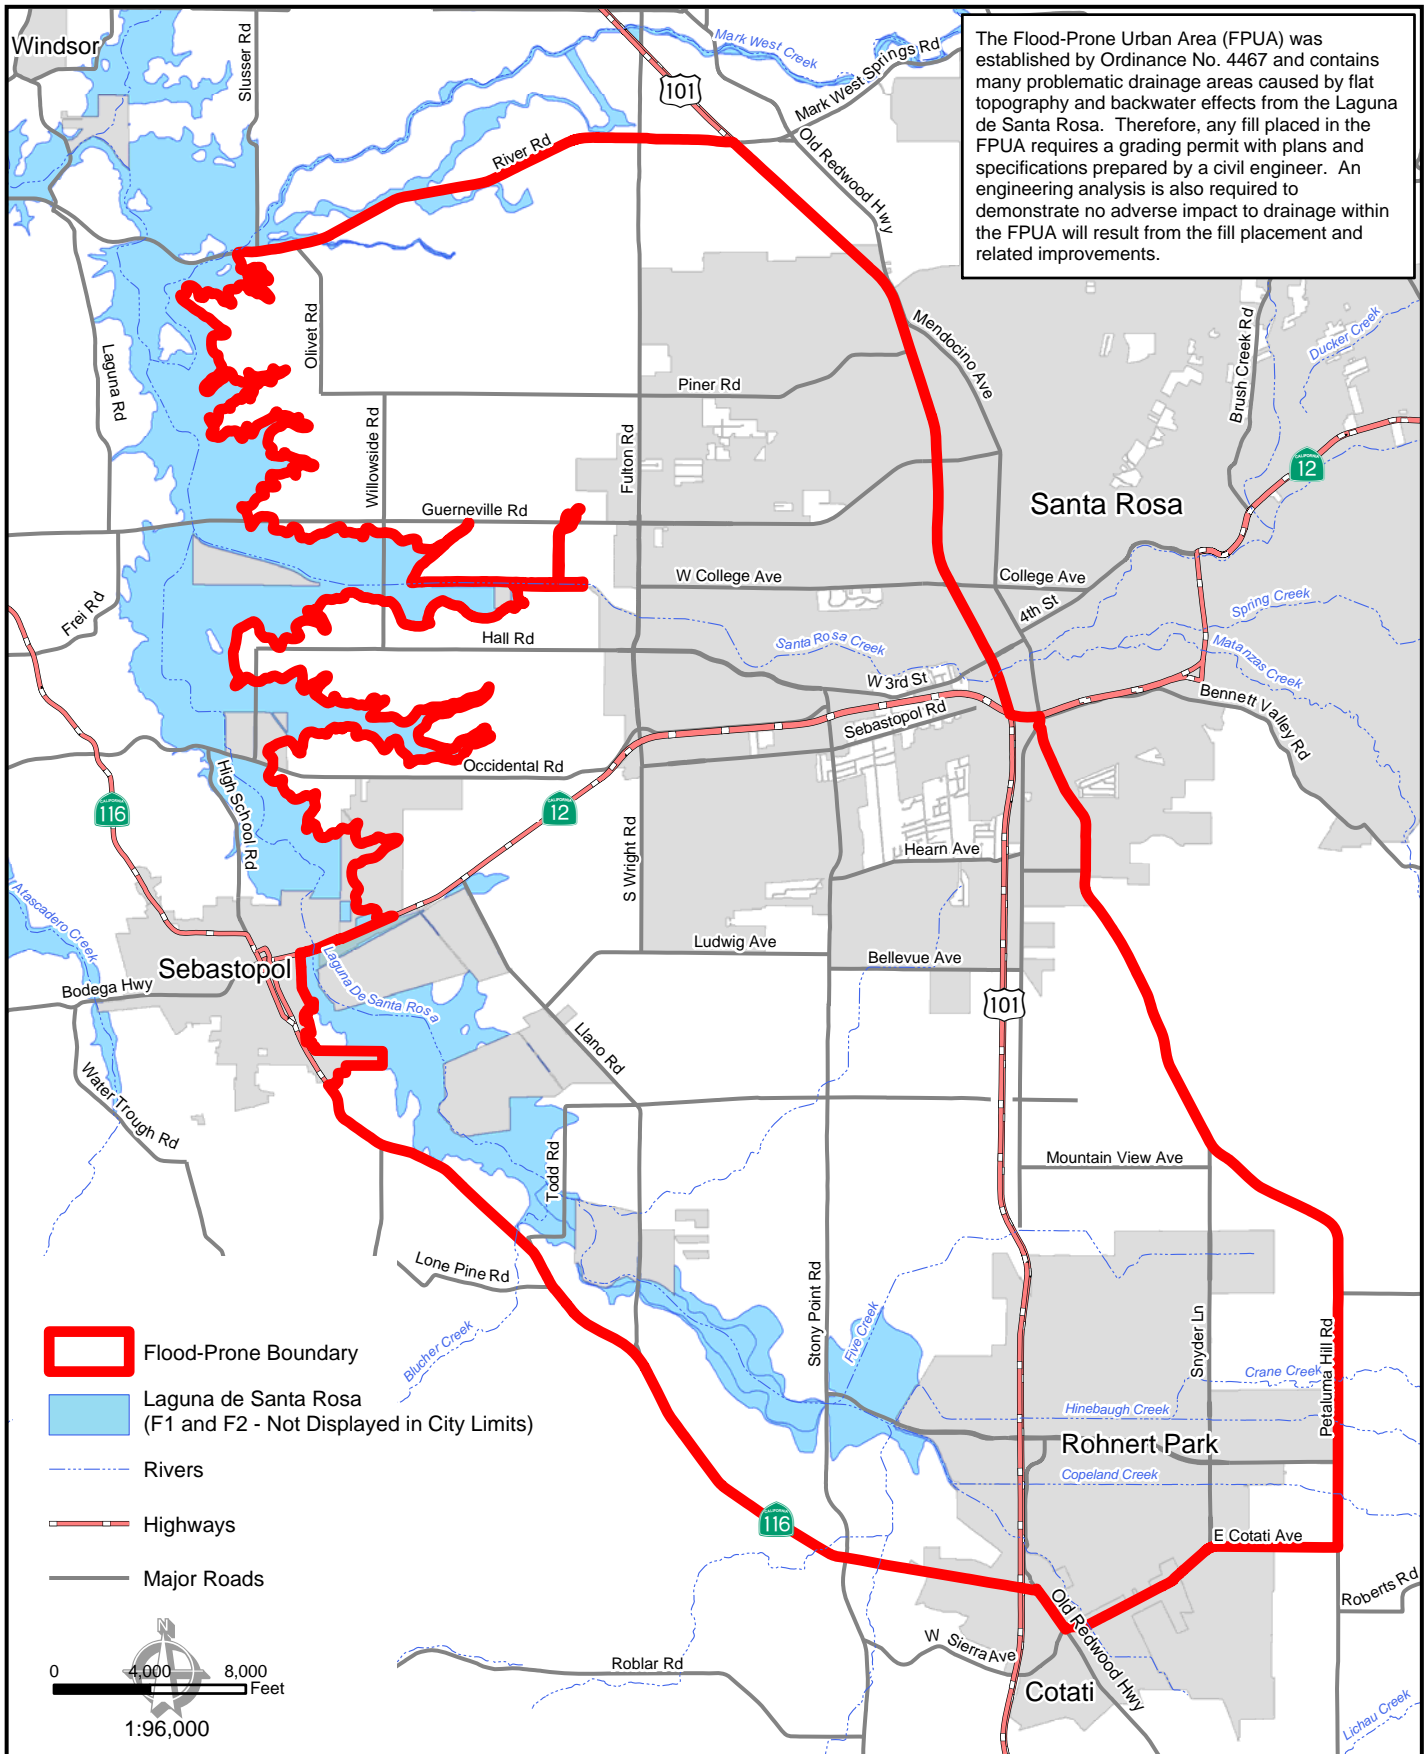 The Flood-Prone Urban Area (FPUA) was
established by Ordinance No. 4467 and contains
many problematic drainage areas caused by flat
topography and backwater effects from the Laguna
de Santa Rosa. Therefore, any fill placed in the
FPUA requires a grading permit with plans and
specifications prepared by a civil engineer. An
engineering analysis is also required to
demonstrate no adverse impact to drainage within
the FPUA will result from the fill placement and
related improvements.
Windsor
Slusser Rd
Mark West Creek
101
Mark West Springs Rd
River Rd
Old Redwood Hwy
Olivet Rd
Laguna Rd
Mendocino Ave
Brush Creek Rd
Ducker Creek
Piner Rd
Willowside Rd
Fulton Rd
CALIFORNIA
12
Santa Rosa
Guerneville Rd
W College Ave
College Ave
4th St
Frei Rd
Spring Creek
Hall Rd
Santa Rosa Creek
Matanzas Creek
W 3rd St
Bennett Valley Rd
Sebastopol Rd
Occidental Rd
High School Rd
CALIFORNIA
116
CALIFORNIA
12
S Wright Rd
Hearn Ave
Atascadero Creek
Ludwig Ave
Bellevue Ave
Sebastopol
Laguna De Santa Rosa
Bodega Hwy
101
Llano Rd
Water Trough Rd
Todd Rd
Mountain View Ave
Lone Pine Rd
Stony Point Rd
Five Creek
Snyder Ln
Petaluma Hill Rd
Blucher Creek
Crane Creek
Hinebaugh Creek
Rohnert Park
Copeland Creek
CALIFORNIA
116
E Cotati Ave
Old Redwood Hwy
Roberts Rd
W Sierra Ave
Roblar Rd
Cotati
Lichau Creek
Flood-Prone Boundary
Laguna de Santa Rosa
(F1 and F2 - Not Displayed in City Limits)
Rivers
Highways
Major Roads
N
0 4,000 8,000
Feet
1:96,000